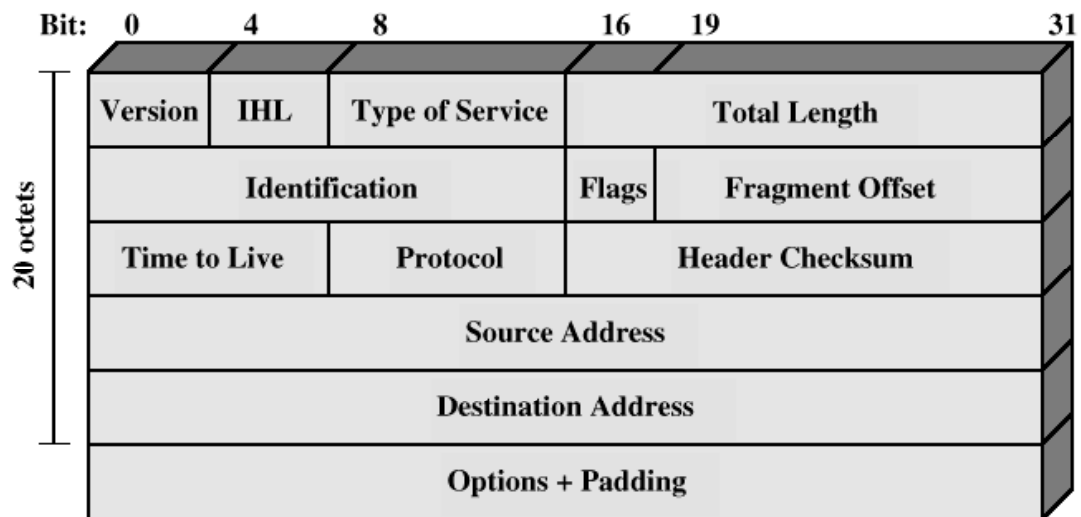 Bit: 0 4 8 16 19 31
Version IHL Type of Service Total Length
Identification Flags Fragment Offset
Time to Live Protocol Header Checksum
Source Address
Destination Address
Options + Padding
20 octets